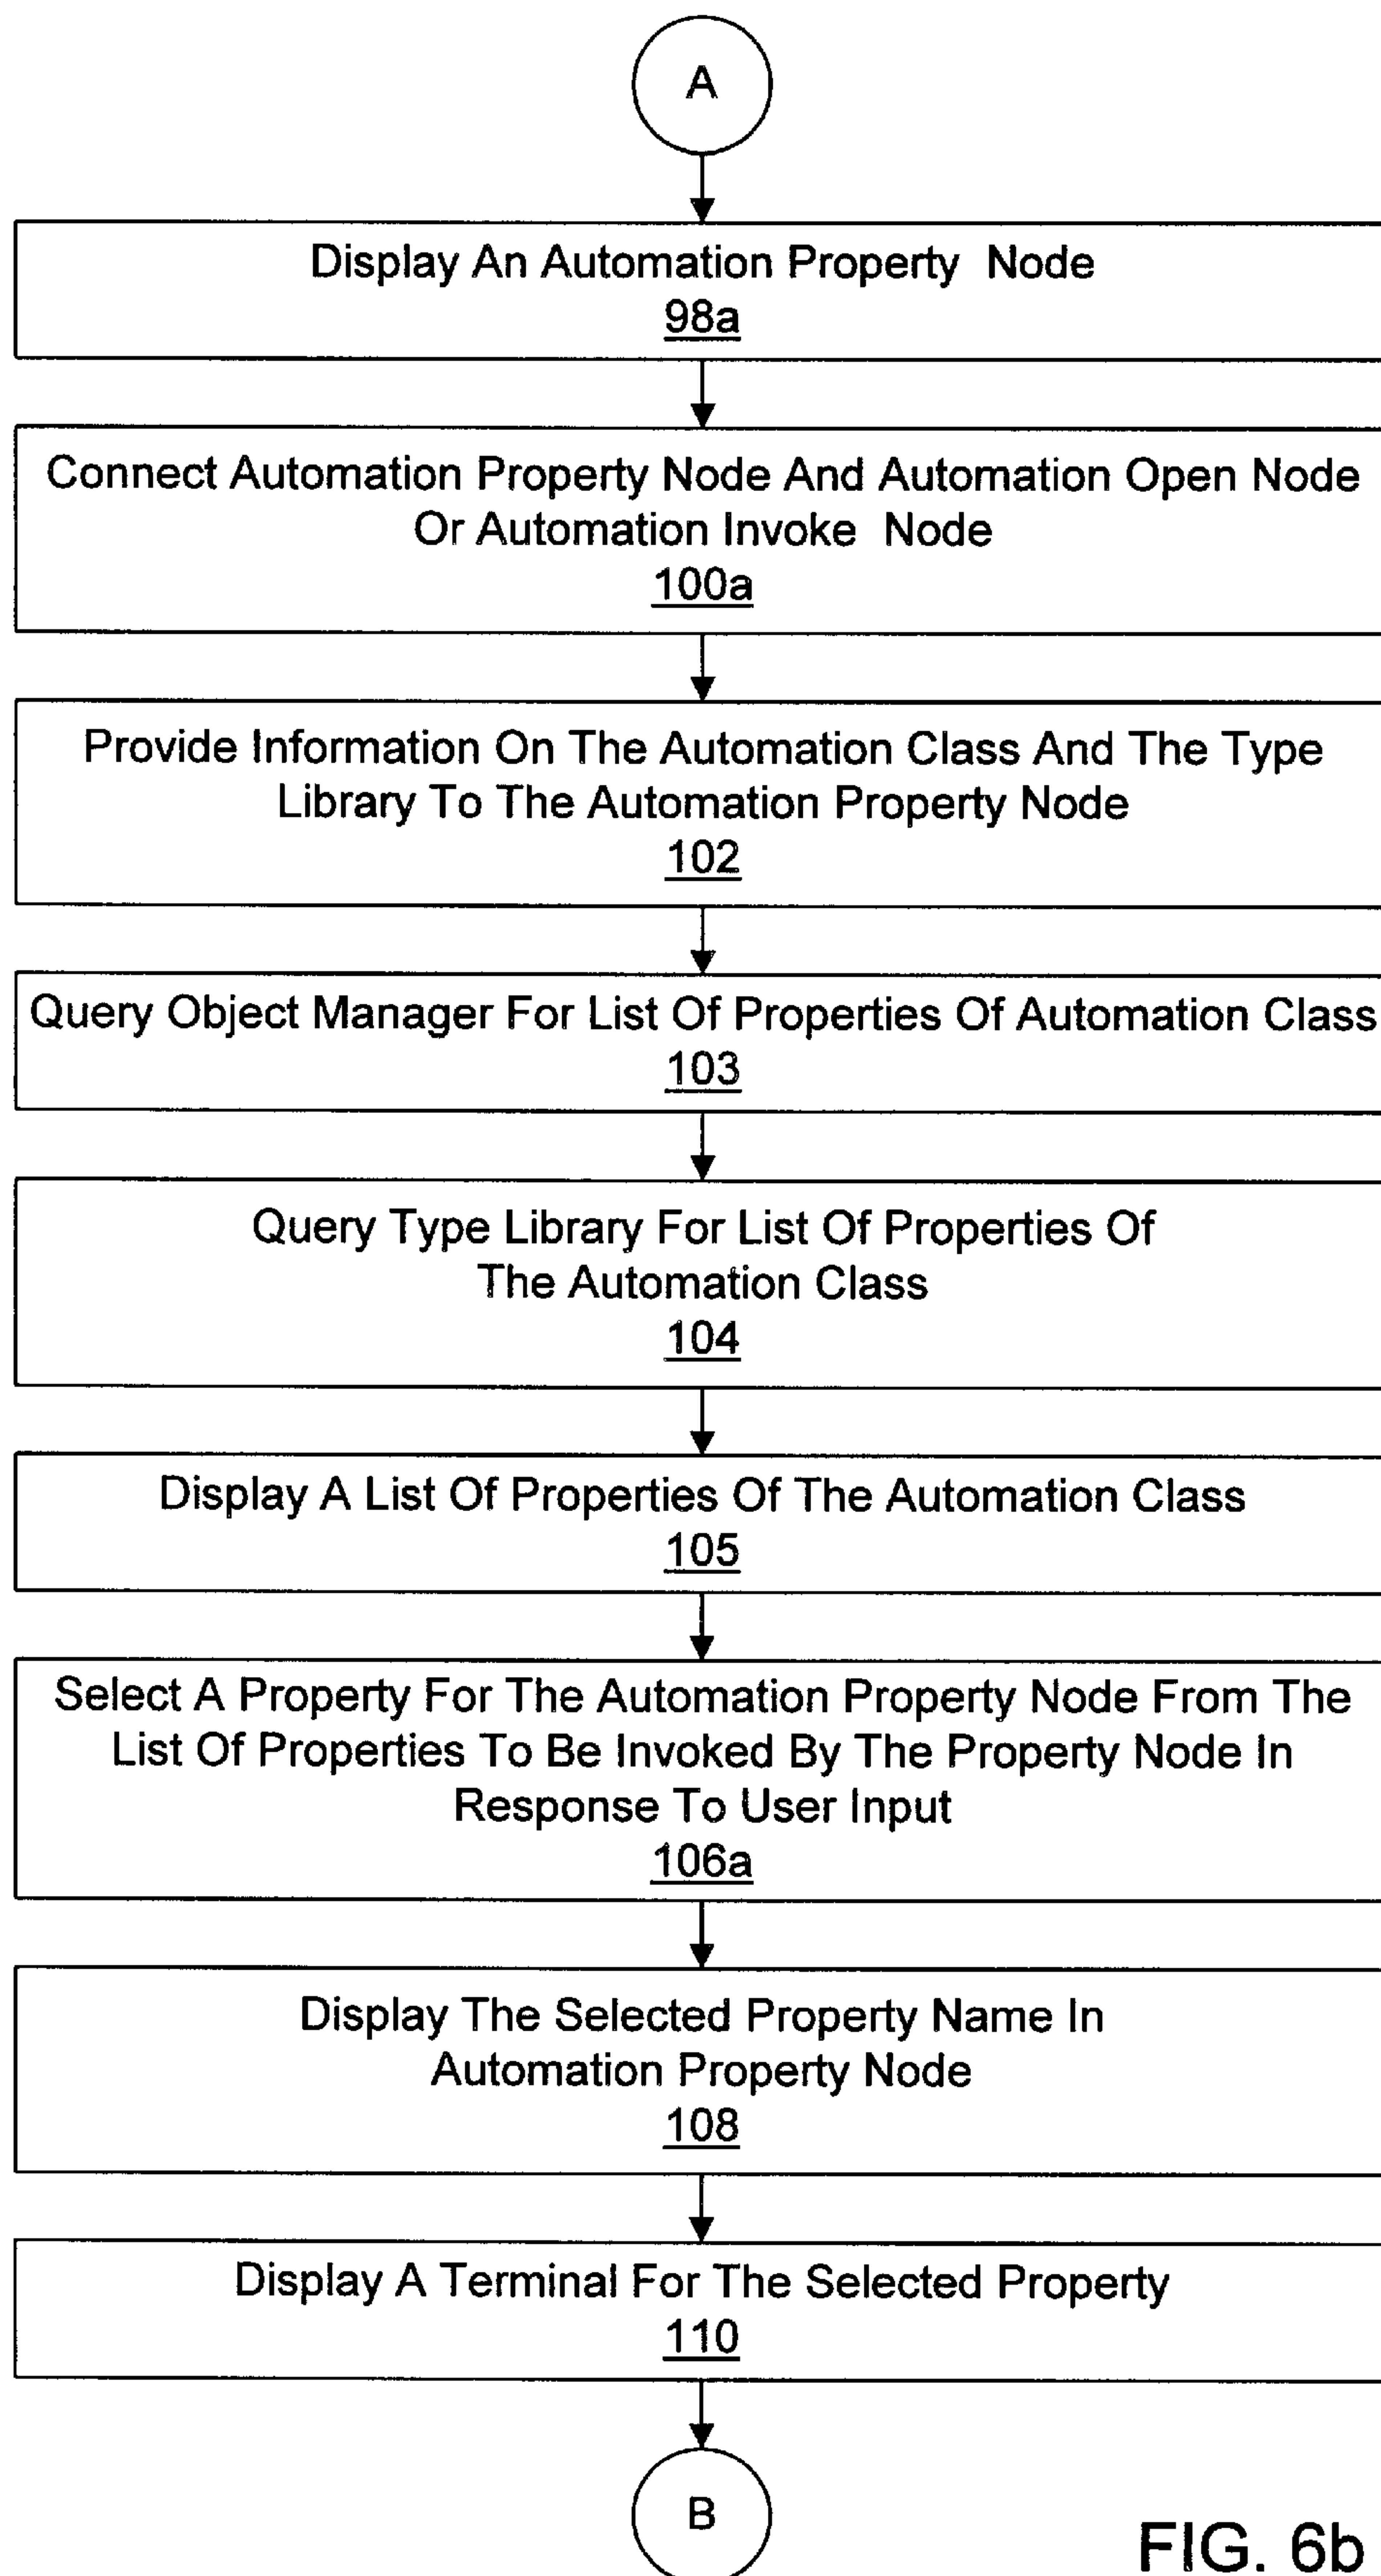 A
Display An Automation Property Node
98a
Connect Automation Property Node And Automation Open Node
Or Automation Invoke Node
100a
Provide Information On The Automation Class And The Type
Library To The Automation Property Node
102
Query Object Manager For List Of Properties Of Automation Class
103
Query Type Library For List Of Properties Of
The Automation Class
104
Display A List Of Properties Of The Automation Class
105
Select A Property For The Automation Property Node From The
List Of Properties To Be Invoked By The Property Node In
Response To User Input
106a
Display The Selected Property Name In
Automation Property Node
108
Display A Terminal For The Selected Property
110
B
FIG. 6b